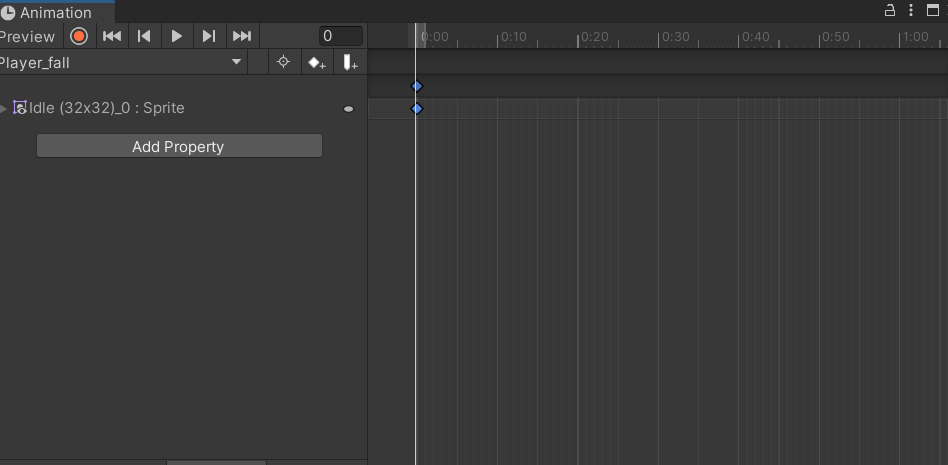 Animation
Preview 0 0:00 0:10 0:20 0:30 0:40 0:50 1:00
Player_fall
Idle (32x32)_0 : Sprite
Add Property